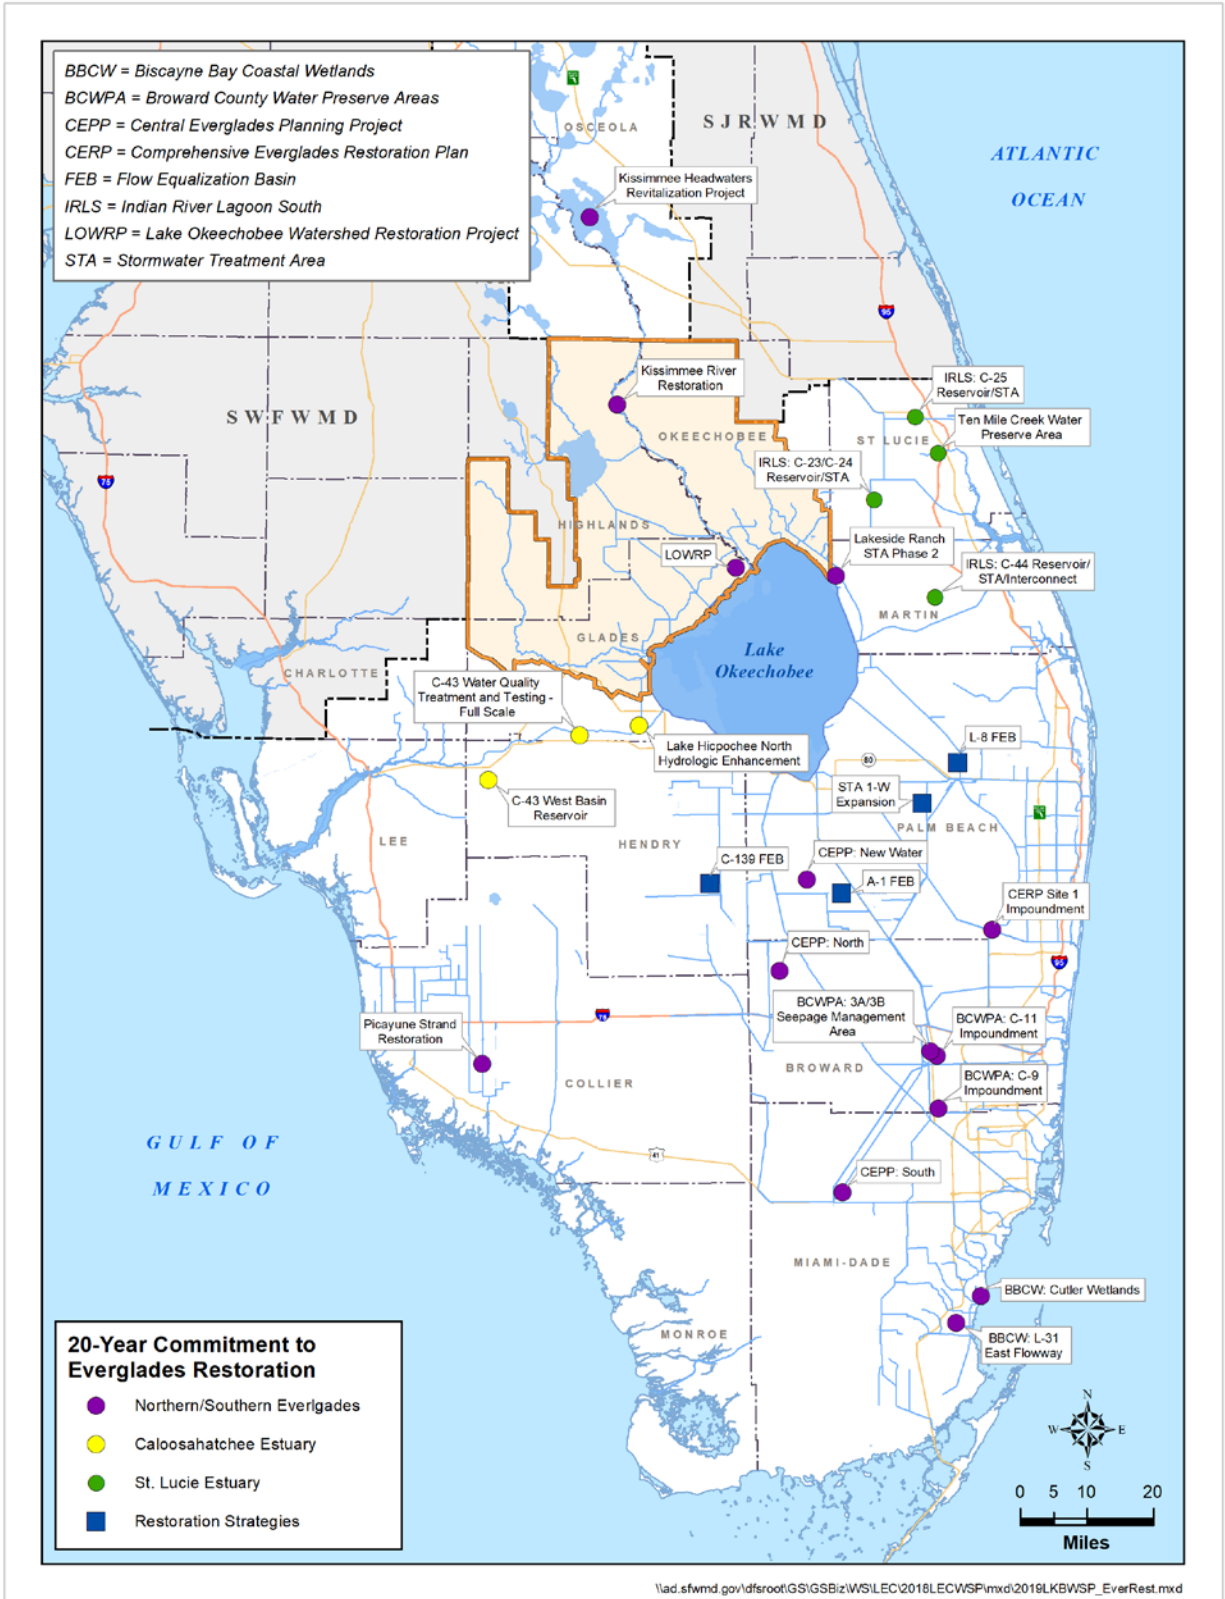 BBCW = Biscayne Bay Coastal Wetlands
BCWPA = Broward County Water Preserve Areas
CEPP = Central Everglades Planning Project
CERP = Comprehensive Everglades Restoration Plan
FEB = Flow Equalization Basin
IRLS = Indian River Lagoon South
LOWRP = Lake Okeechobee Watershed Restoration Project
STA = Stormwater Treatment Area
OSCEOLA
SJRWMD
ATLANTIC
OCEAN
Kissimmee Headwaters
Revitalization Project
95
SWFWMD
75
Kissimmee River
Restoration
IRLS: C-25
Reservoir/STA
Ten Mile Creek Water
Preserve Area
OKEECHOBEE
ST LUCIE
IRLS: C-23/C-24
Reservoir/STA
HIGHLANDS
LOWRP
Lakeside Ranch
STA Phase 2
IRLS: C-44 Reservoir/
STA/Interconnect
MARTIN
GLADES
Lake
Okeechobee
CHARLOTTE
C-43 Water Quality
Treatment and Testing -
Full Scale
Lake Hicpochee North
Hydrologic Enhancement
L-8 FEB
80
STA 1-W
Expansion
C-43 West Basin
Reservoir
PALM BEACH
LEE
HENDRY
C-139 FEB
CEPP: New Water
A-1 FEB
CERP Site 1
Impoundment
CEPP: North
95
BCWPA: 3A/3B
Seepage Management
Area
BCWPA: C-11
Impoundment
75
Picayune Strand
Restoration
BROWARD
COLLIER
BCWPA: C-9
Impoundment
GULF OF
MEXICO
41
CEPP: South
MIAMI-DADE
BBCW: Cutler Wetlands
MONROE
BBCW: L-31
East Flowway
20-Year Commitment to
Everglades Restoration
Northern/Southern Everlgades
Caloosahatchee Estuary
St. Lucie Estuary
Restoration Strategies
N
W E
S
0 5 10 20
Miles
\\ad.sfwmd.gov\dfsroot\GS\GSBiz\WS\LEC\2018LECWSP\mxd\2019LKBWSP_EverRest.mxd